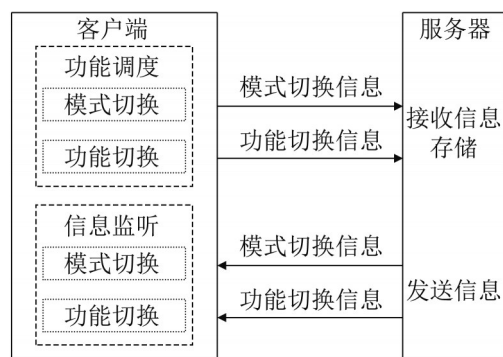 客户端
功能调度
模式切换
功能切换
信息监听
模式切换
功能切换
模式切换信息
功能切换信息
模式切换信息
功能切换信息
服务器
接收信息
存储
发送信息